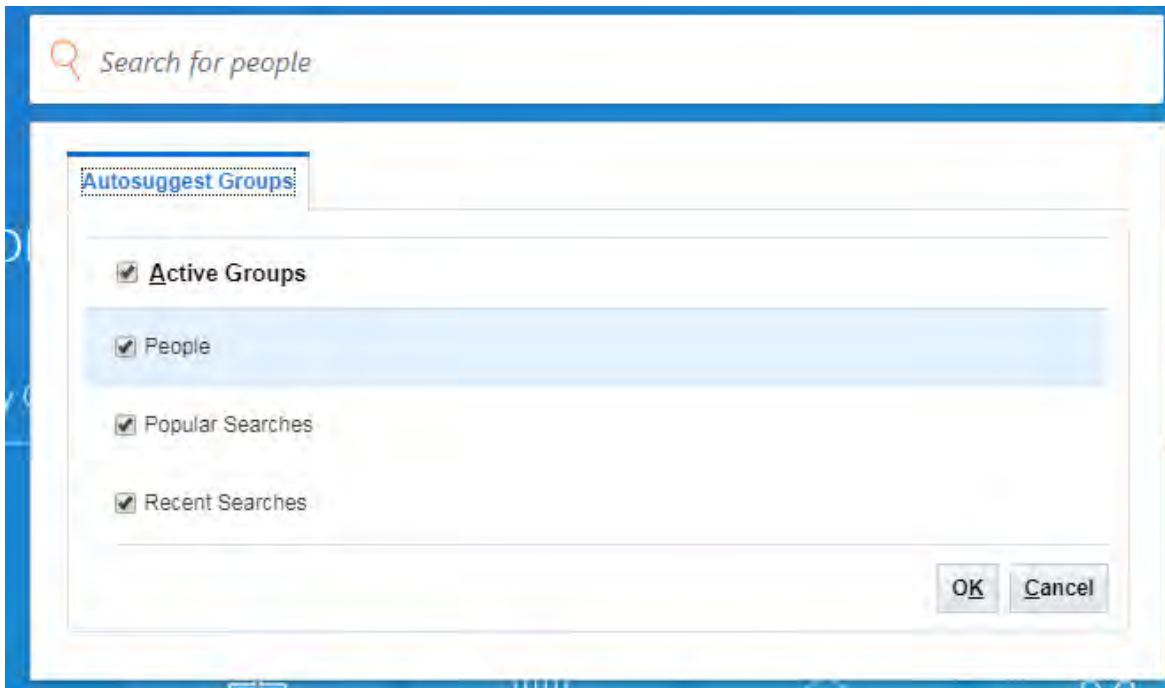 Search for people
Autosuggest Groups
Active Groups
People
Popular Searches
Recent Searches
OK Cancel